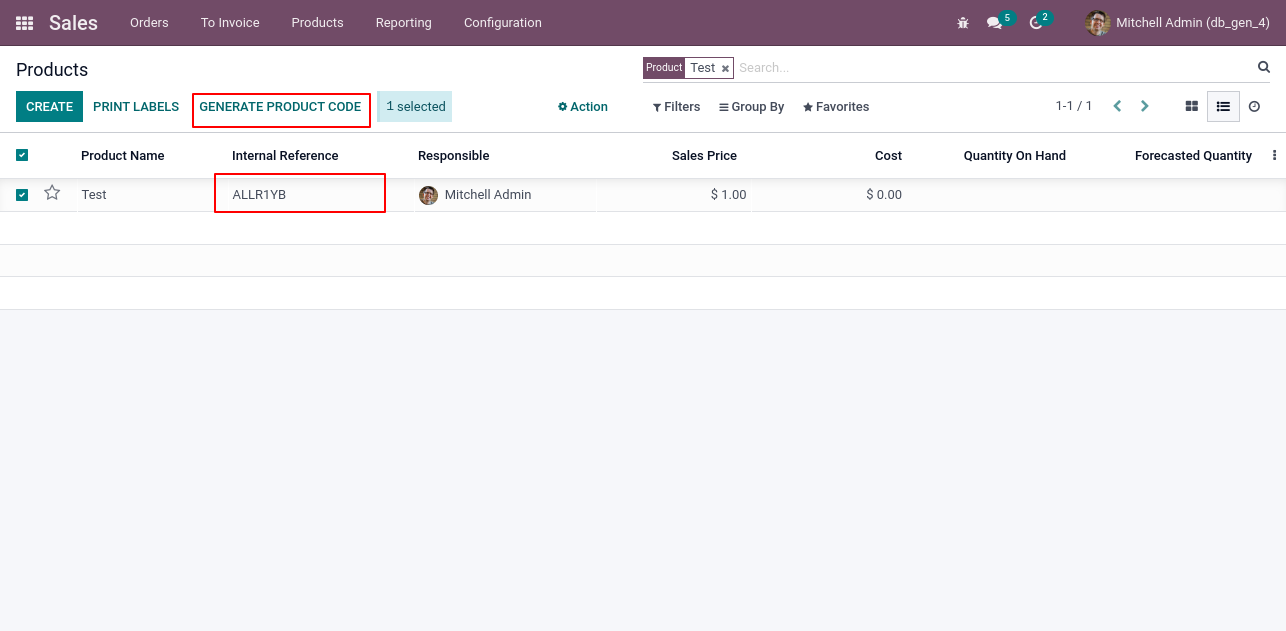 Sales Orders To Invoice Products Reporting Configuration 5 2 Mitchell Admin (db_gen_4)
Products Product Test Search...
CREATE PRINT LABELS GENERATE PRODUCT CODE 1 selected Action Filters Group By Favorites 1-1 / 1
Product Name Internal Reference Responsible Sales Price Cost Quantity On Hand Forecasted Quantity
Test ALLR1YB Mitchell Admin $ 1.00 $ 0.00